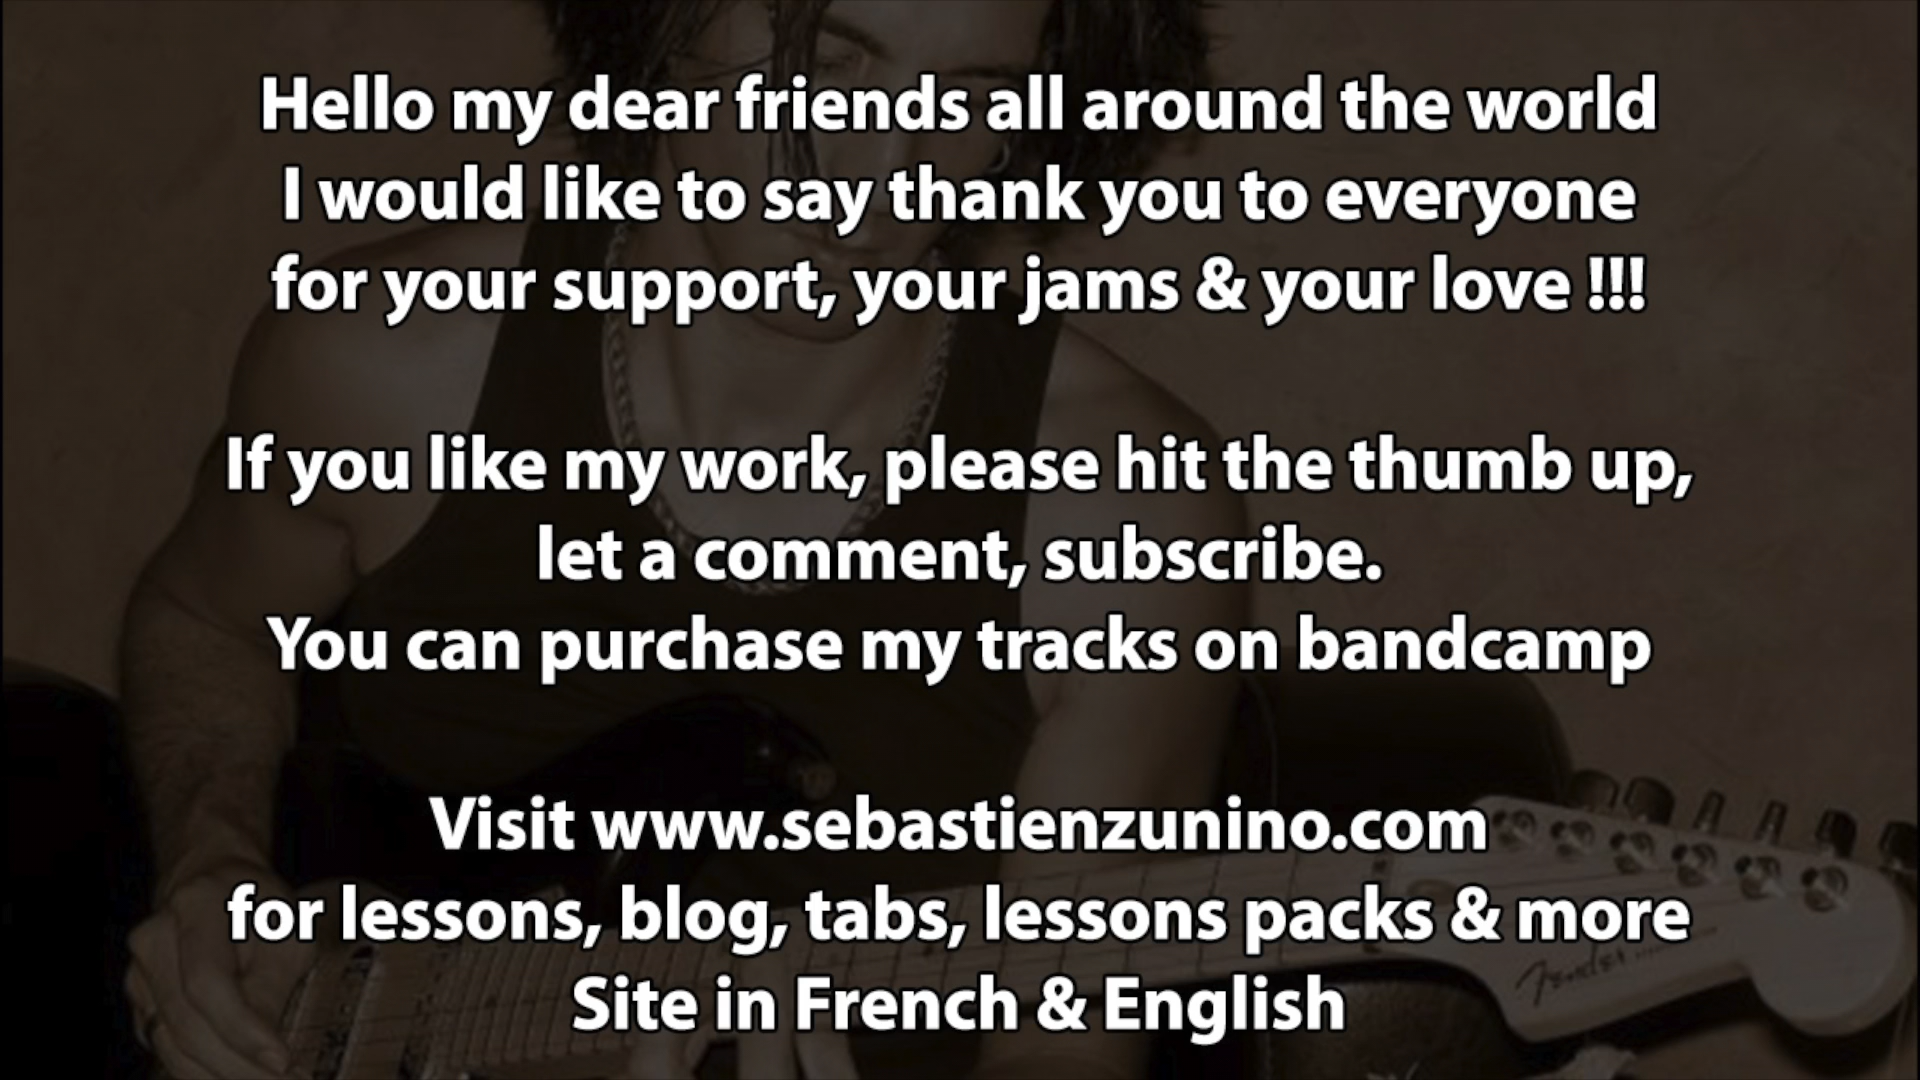 Hello my dear friends all around the world
I would like to say thank you to everyone
for your support, your jams & your love !!!
If you like my work, please hit the thumb up,
let a comment, subscribe.
You can purchase my tracks on bandcamp
Visit www.sebastienzunino.com
for lessons, blog, tabs, lessons packs & more
Site in French & English
Fender